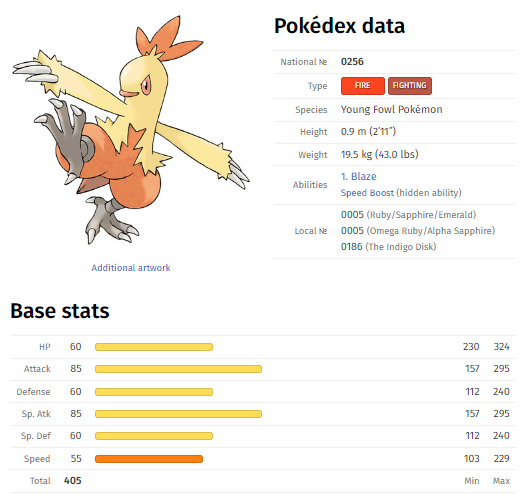 Pokédex data
National № 0256
Type FIRE FIGHTING
Species Young Fowl Pokémon
Height 0.9 m (2′11″)
Weight 19.5 kg (43.0 lbs)
Abilities 1. Blaze
Speed Boost (hidden ability)
Local № 0005 (Ruby/Sapphire/Emerald)
0005 (Omega Ruby/Alpha Sapphire)
0186 (The Indigo Disk)
Additional artwork
Base stats
HP 60 230 324
Attack 85 157 295
Defense 60 112 240
Sp. Atk 85 157 295
Sp. Def 60 112 240
Speed 55 103 229
Total 405 Min Max